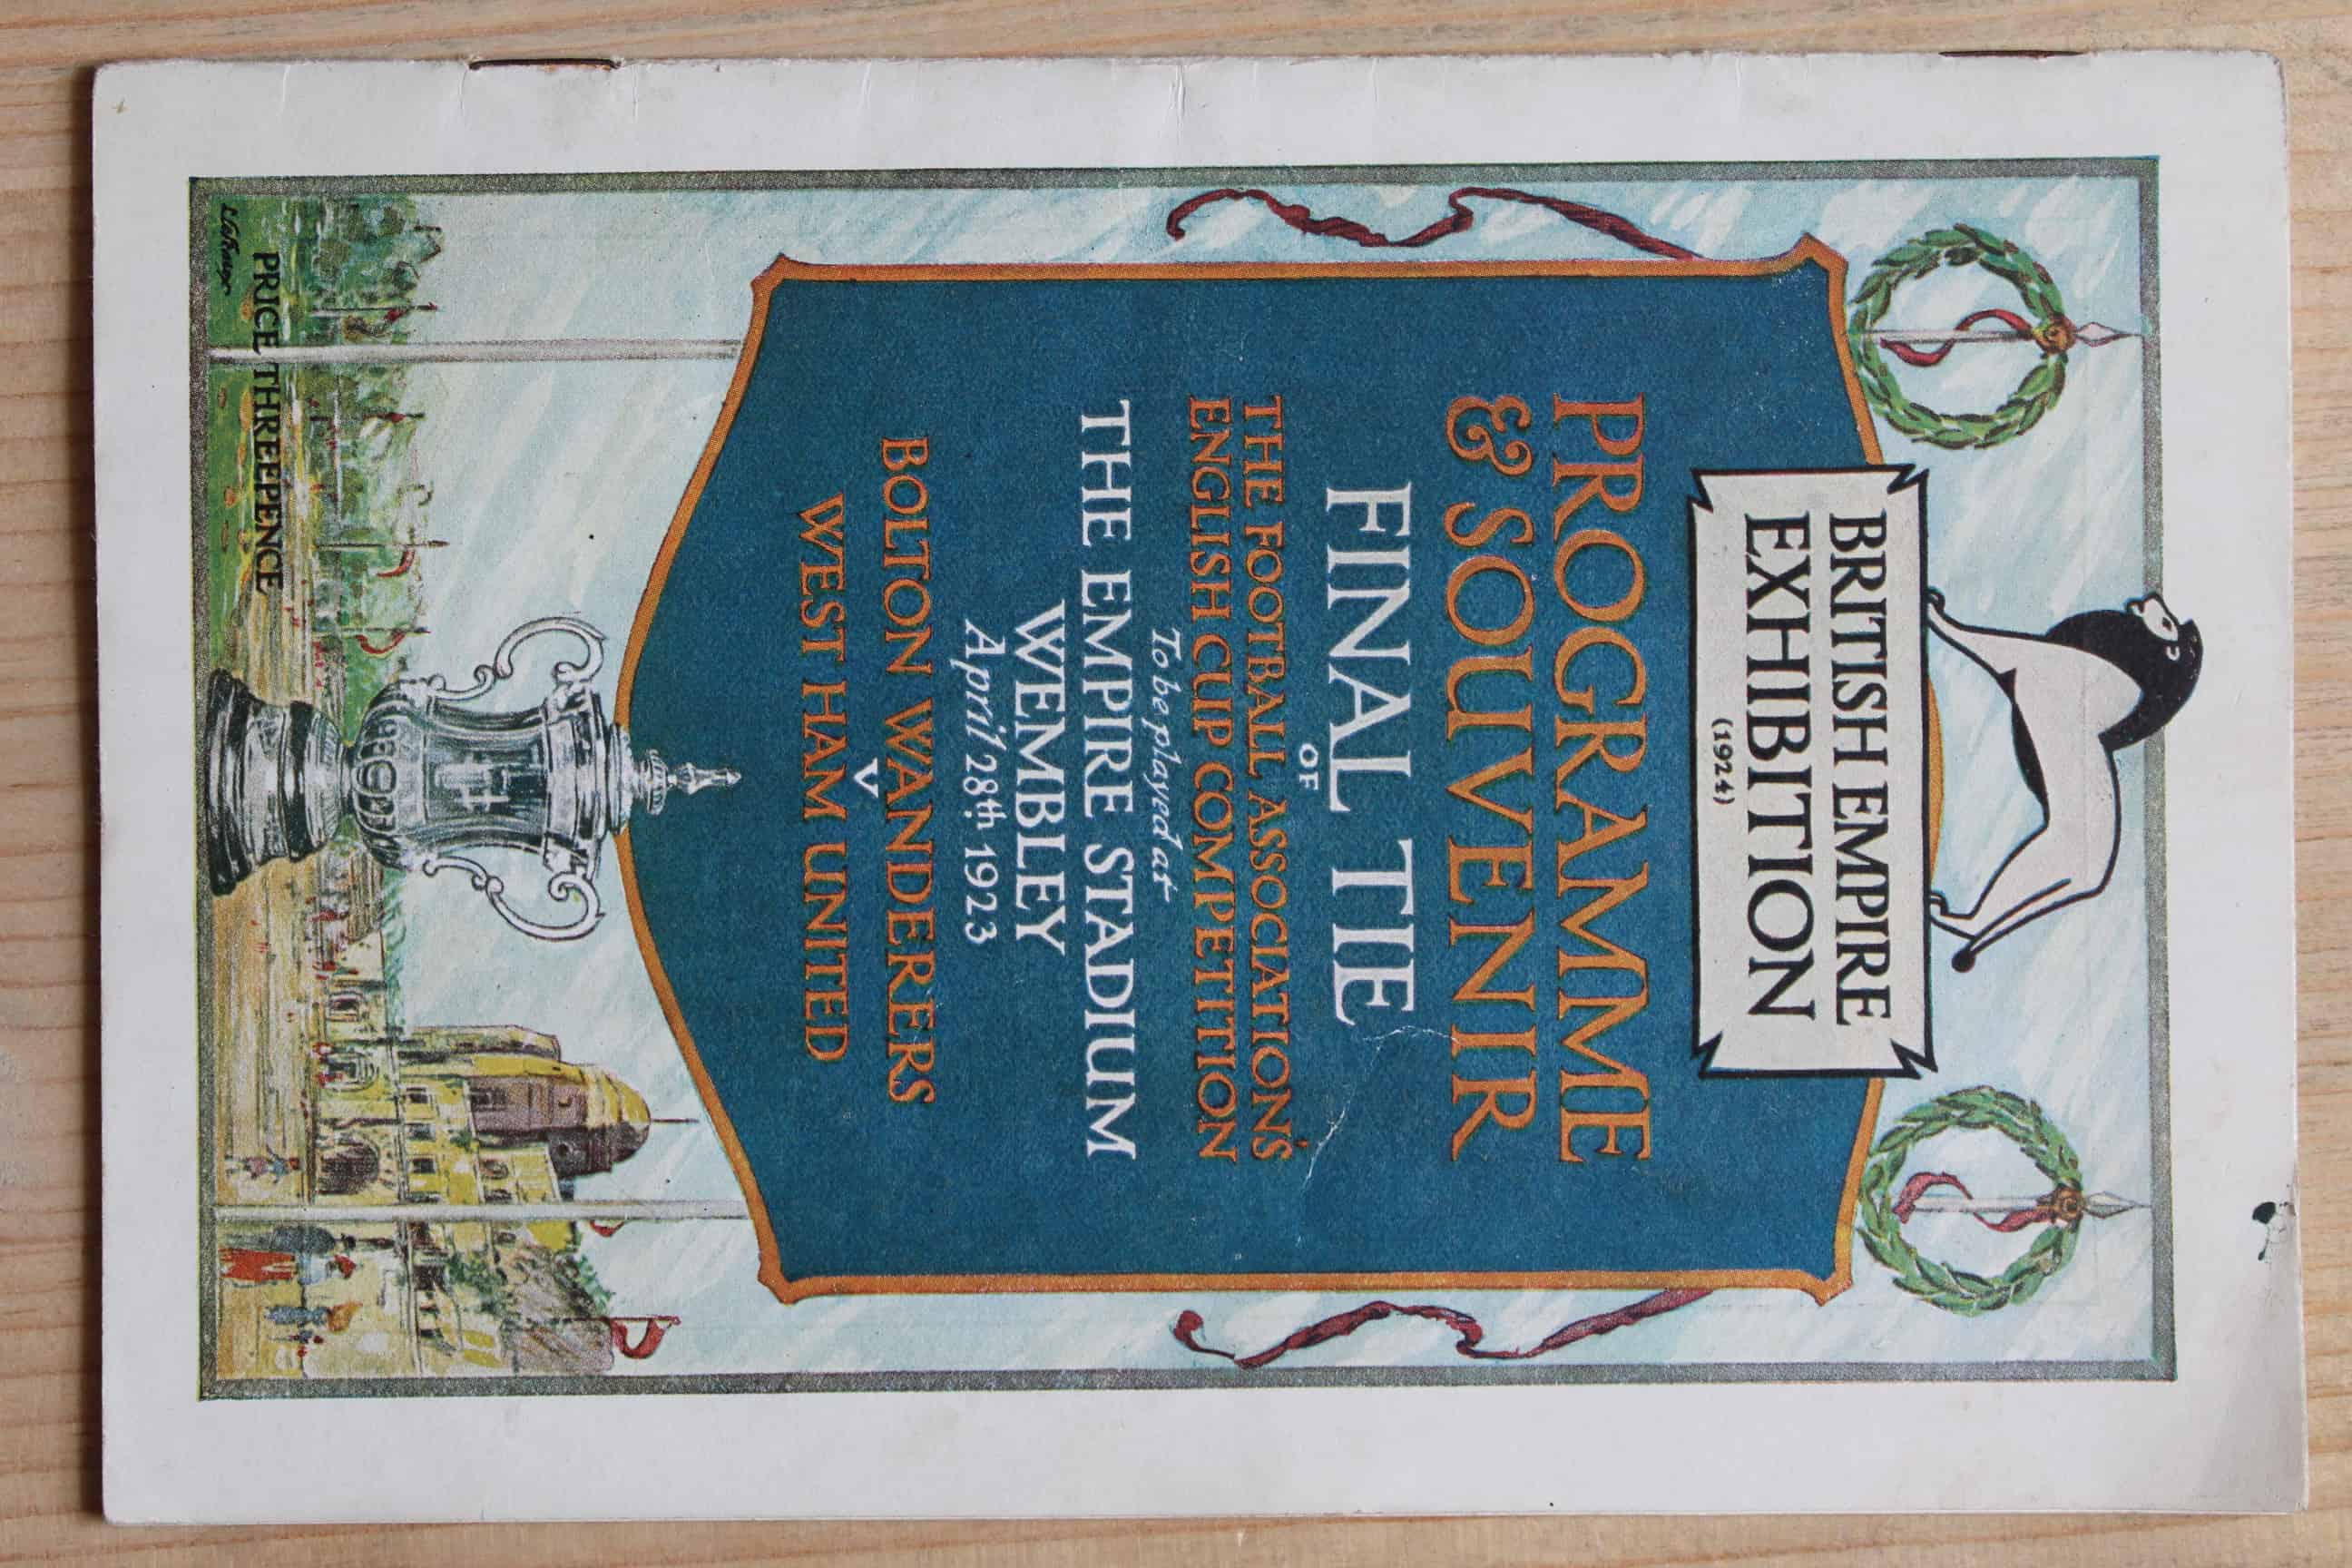 BRITISH EMPIRE
EXHIBITION
(1924)
PROGRAMME
& SOUVENIR
FINAL TIE
OF
THE FOOTBALL ASSOCIATION'S
ENGLISH CUP COMPETITION
To be played at
THE EMPIRE STADIUM
WEMBLEY
April 28th 1923
BOLTON WANDERERS
V
WEST HAM UNITED
PRICE THREEPENCE